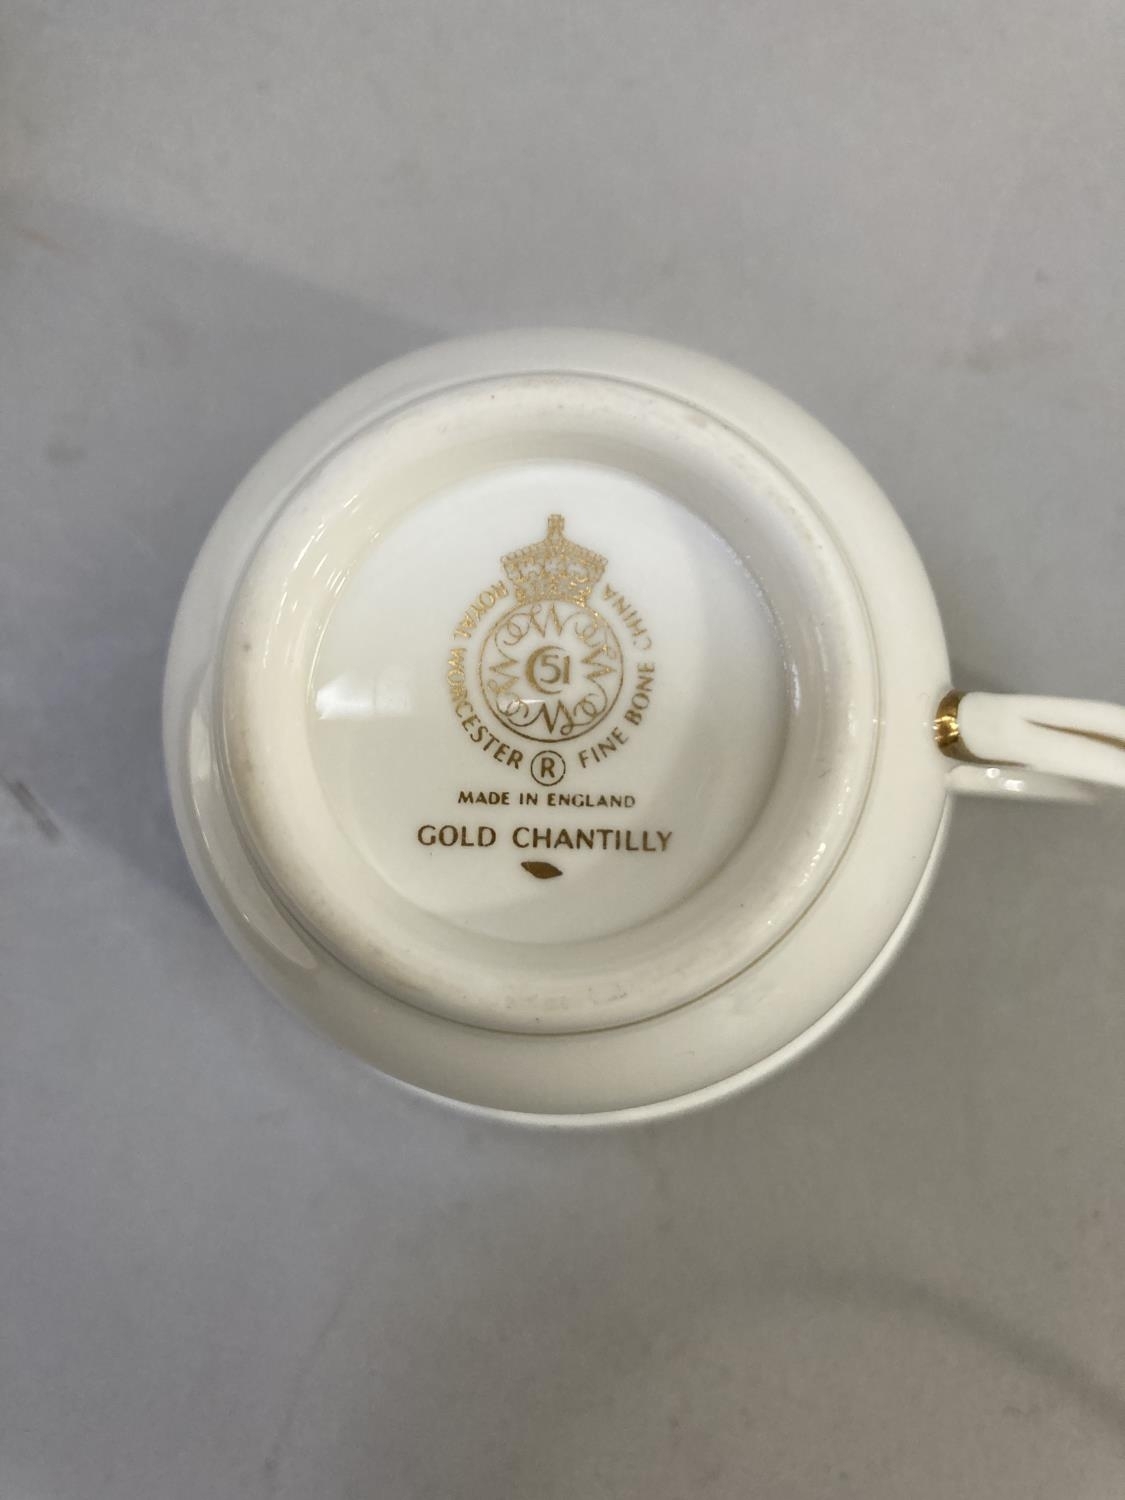 ROYAL WORCESTER
FINE BONE CHINA
51
R
MADE IN ENGLAND
GOLD CHANTILLY